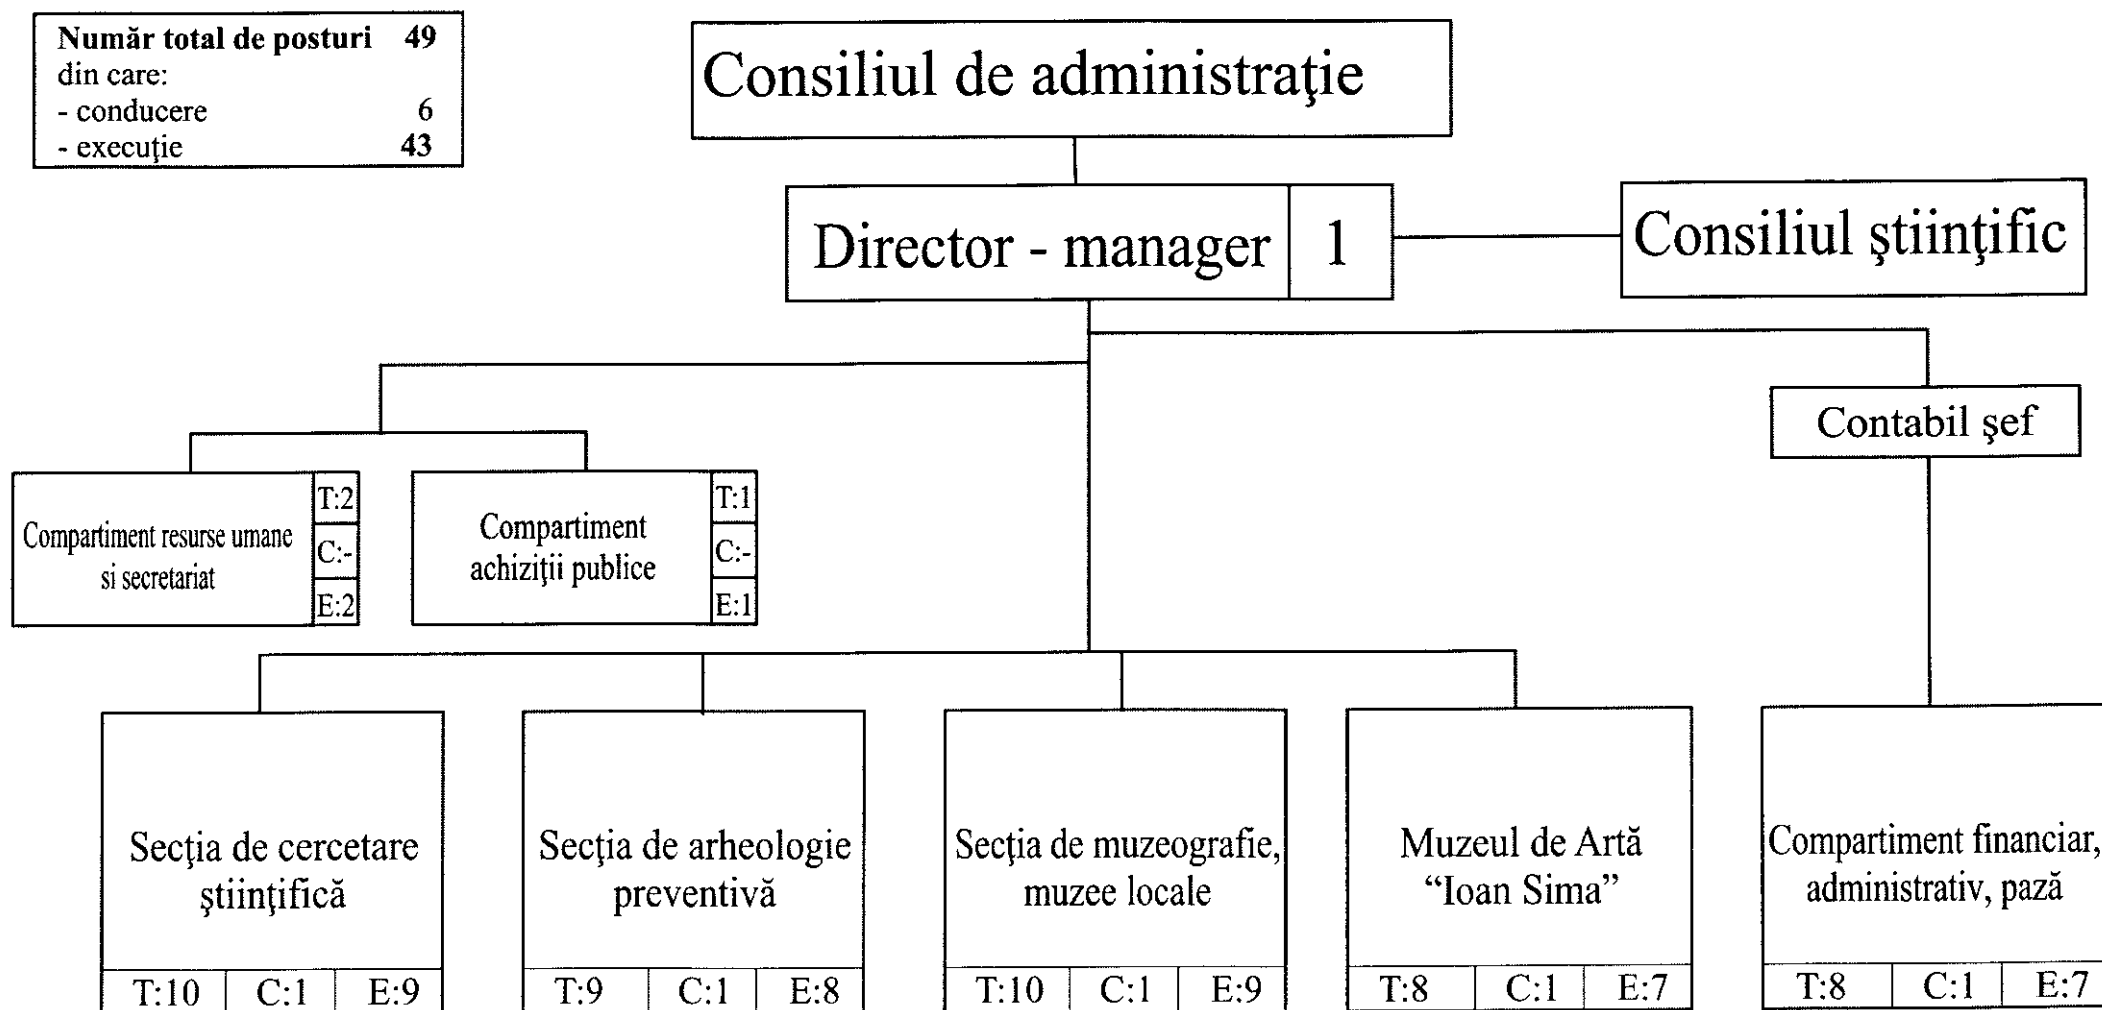 Număr total de posturi 49
din care:
- conducere 6
- execuţie 43
Consiliul de administraţie
Director - manager 1
Consiliul ştiinţific
Contabil şef
Compartiment resurse umane
si secretariat
T:2
C:-
E:2
Compartiment
achiziţii publice
T:1
C:-
E:1
Secţia de cercetare
ştiinţifică
T:10 C:1 E:9
Secţia de arheologie
preventivă
T:9 C:1 E:8
Secţia de muzeografie,
muzee locale
T:10 C:1 E:9
Muzeul de Artă
“Ioan Sima”
T:8 C:1 E:7
Compartiment financiar,
administrativ, pază
T:8 C:1 E:7